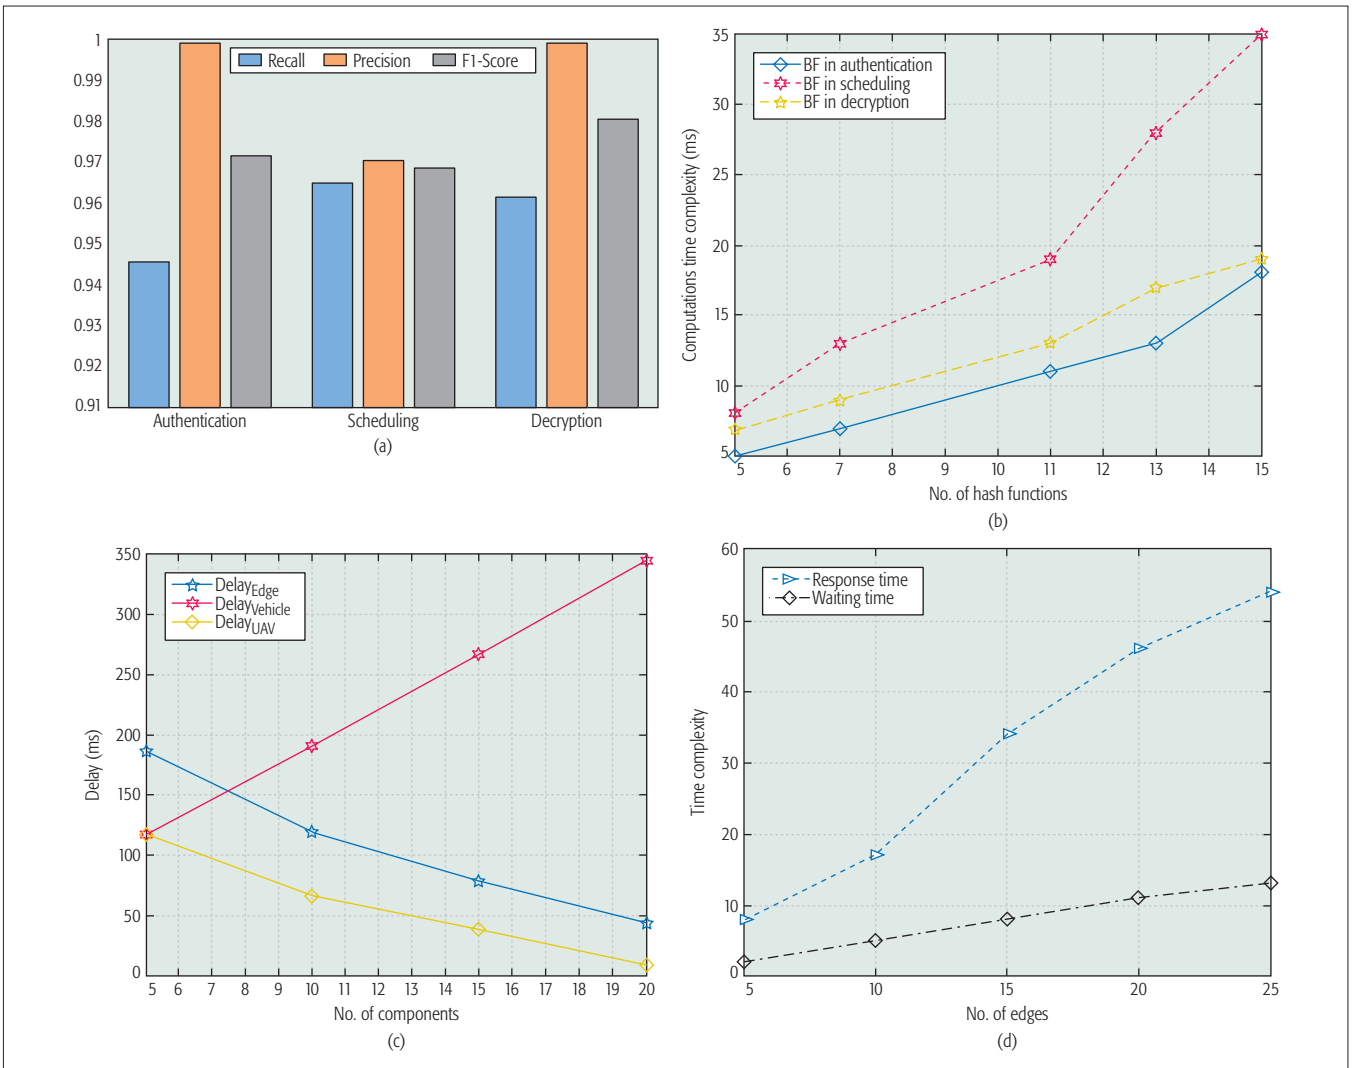 1
0.99
0.98
0.97
0.96
0.95
0.94
0.93
0.92
0.91
Recall Precision F1-Score
Authentication Scheduling Decryption
(a)
35
30
25
20
15
10
5
Computations time complexity (ms)
BF in authentication
BF in scheduling
BF in decryption
5 6 7 8 9 10 11 12 13 14 15
No. of hash functions
(b)
350
300
250
200
150
100
50
0
Delay (ms)
Delay_Edge
Delay_Vehicle
Delay_UAV
5 6 7 8 9 10 11 12 13 14 15 16 17 18 19 20
No. of components
(c)
60
50
40
30
20
10
0
Time complexity
Response time
Waiting time
5 10 15 20 25
No. of edges
(d)